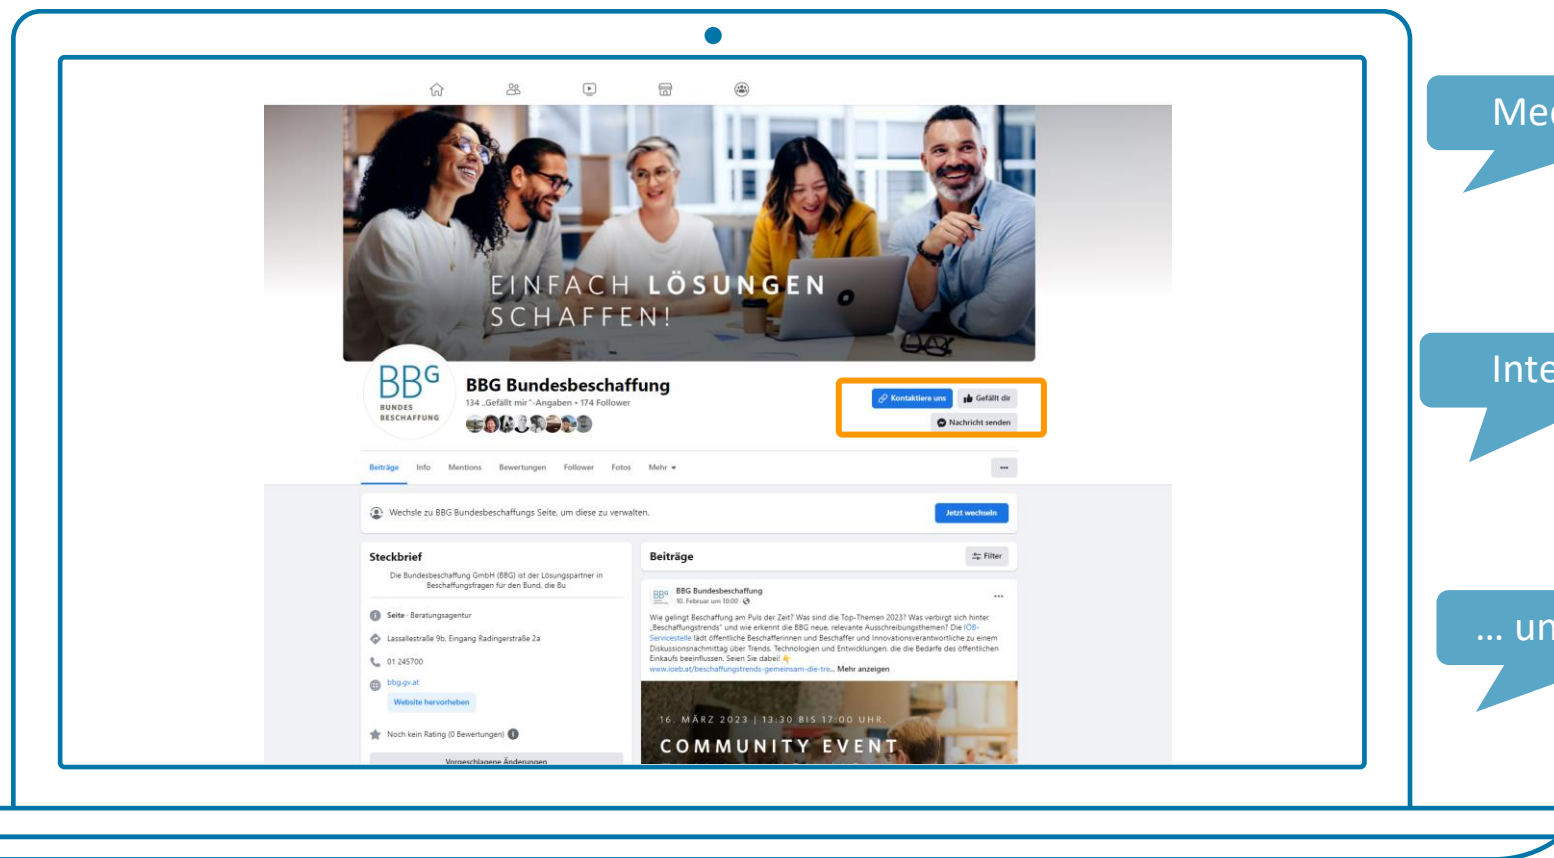 EINFACH LÖSUNGEN
SCHAFFEN!
BBG
BUNDES
BESCHAFFUNG
BBG Bundesbeschaffung
134 „Gefällt mir“-Angaben • 174 Follower
Kontaktiere uns
Gefällt dir
Nachricht senden
Beiträge Info Mentions Bewertungen Follower Fotos Mehr
Wechsle zu BBG Bundesbeschaffungs Seite, um diese zu verwalten.
Jetzt wechseln
Steckbrief
Die Bundesbeschaffung GmbH (BBG) ist der Lösungspartner in
Beschaffungsfragen für den Bund, die Bu
Seite · Beratungsagentur
Lassallestraße 9b, Eingang Radingerstraße 2a
01 245700
bbg.gv.at
Website hervorheben
Noch kein Rating (0 Bewertungen)
Vorgeschlagene Änderungen
Beiträge
Filter
BBG
BBG Bundesbeschaffung
10. Februar um 10:00
Wie gelingt Beschaffung am Puls der Zeit? Was sind die Top-Themen 2023? Was verbirgt sich hinter
„Beschaffungstrends“ und wie erkennt die BBG neue, relevante Ausschreibungsthemen? Die IÖB-
Servicestelle lädt öffentliche Beschafferinnen und Beschaffer und Innovationsverantwortliche zu einem
Diskussionsnachmittag über Trends, Technologien und Entwicklungen, die die Bedarfe des öffentlichen
Einkaufs beeinflussen. Seien Sie dabei!
www.ioeb.at/beschaffungstrends-gemeinsam-die-tre... Mehr anzeigen
16. MÄRZ 2023 | 13:30 BIS 17:00 UHR
COMMUNITY EVENT
Inte
... un